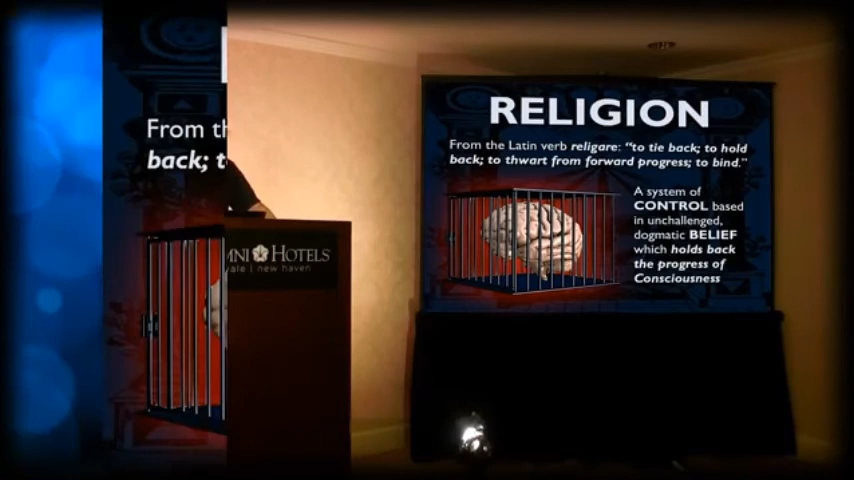 From th
back; t
MNI HOTELS
yale | new haven
RELIGION
From the Latin verb religare: “to tie back; to hold
back; to thwart from forward progress; to bind.”
A system of
CONTROL based
in unchallenged,
dogmatic BELIEF
which holds back
the progress of
Consciousness